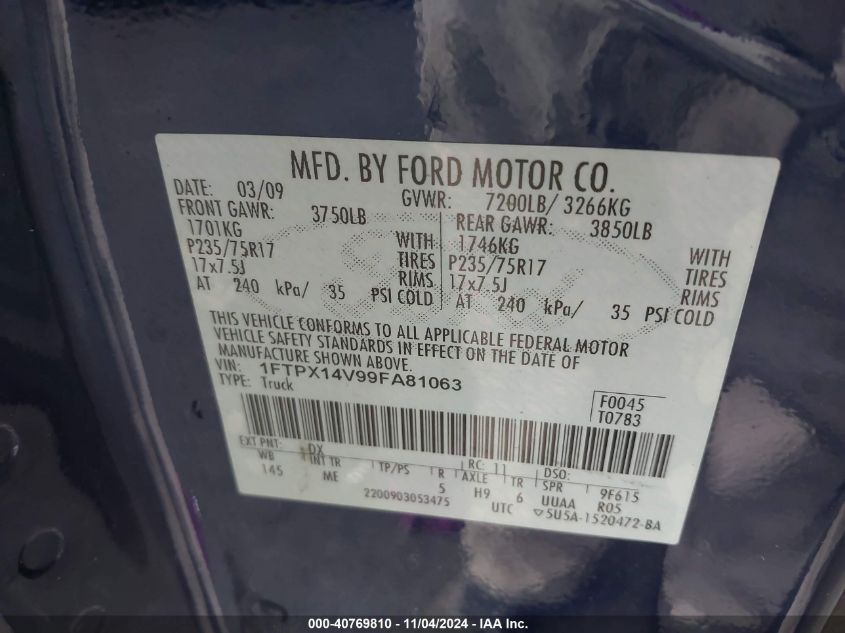 MFD. BY FORD MOTOR CO.
DATE: 03/09 GVWR: 7200LB/ 3266KG
FRONT GAWR: 3750LB REAR GAWR: 3850LB
1701KG WITH 1746KG WITH
P235/75R17 TIRES P235/75R17 TIRES
17x7.5J RIMS 17x7.5J RIMS
AT 240 kPa/ 35 PSI COLD AT 240 kPa/ 35 PSI COLD
THIS VEHICLE CONFORMS TO ALL APPLICABLE FEDERAL MOTOR
VEHICLE SAFETY STANDARDS IN EFFECT ON THE DATE OF
MANUFACTURE SHOWN ABOVE.
VIN: 1FTPX14V99FA81063
TYPE: Truck
F0045
T0783
EXT PNT: DX RC: 11 DSO:
WB INT TR TP/PS R AXLE TR SPR 9F615
145 ME 5 H9 6 UUAA R05
2200903053475 UTC ▽5U5A-1520472-BA
000-40769810 - 11/04/2024 - IAA Inc.